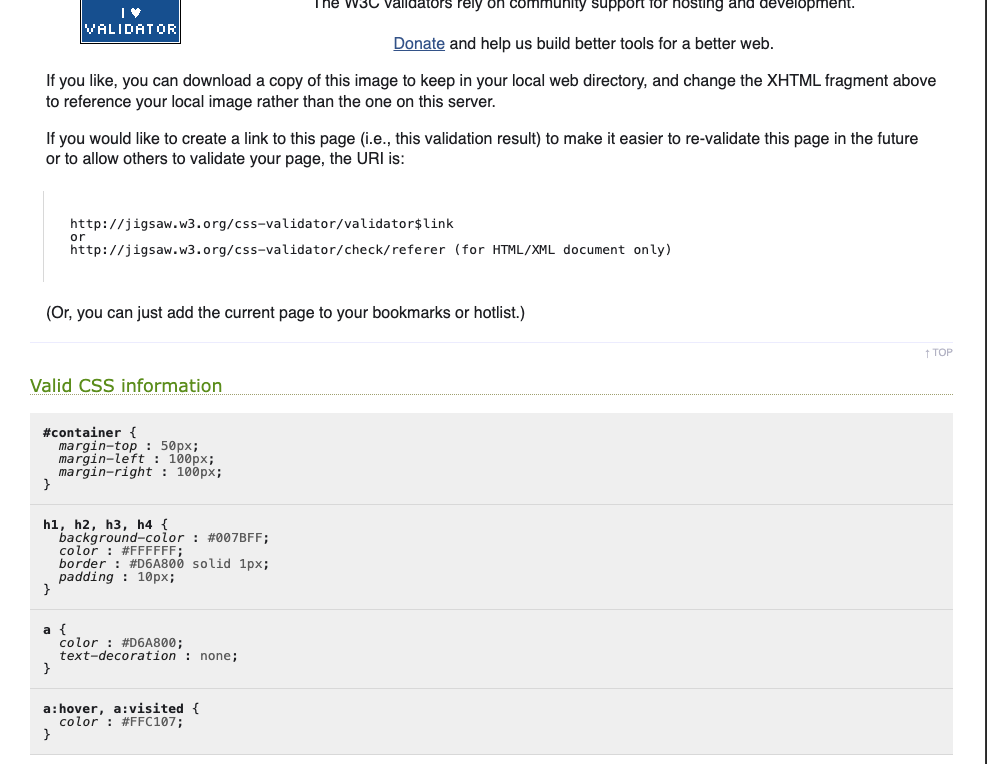 The W3C validators rely on community support for hosting and development.
I ♥
VALIDATOR
Donate and help us build better tools for a better web.
If you like, you can download a copy of this image to keep in your local web directory, and change the XHTML fragment above
to reference your local image rather than the one on this server.
If you would like to create a link to this page (i.e., this validation result) to make it easier to re-validate this page in the future
or to allow others to validate your page, the URI is:
http://jigsaw.w3.org/css-validator/validator$link
or
http://jigsaw.w3.org/css-validator/check/referer (for HTML/XML document only)
(Or, you can just add the current page to your bookmarks or hotlist.)
↑ TOP
Valid CSS information
#container {
margin-top : 50px;
margin-left : 100px;
margin-right : 100px;
}
h1, h2, h3, h4 {
background-color : #007BFF;
color : #FFFFFF;
border : #D6A800 solid 1px;
padding : 10px;
}
a {
color : #D6A800;
text-decoration : none;
}
a:hover, a:visited {
color : #FFC107;
}